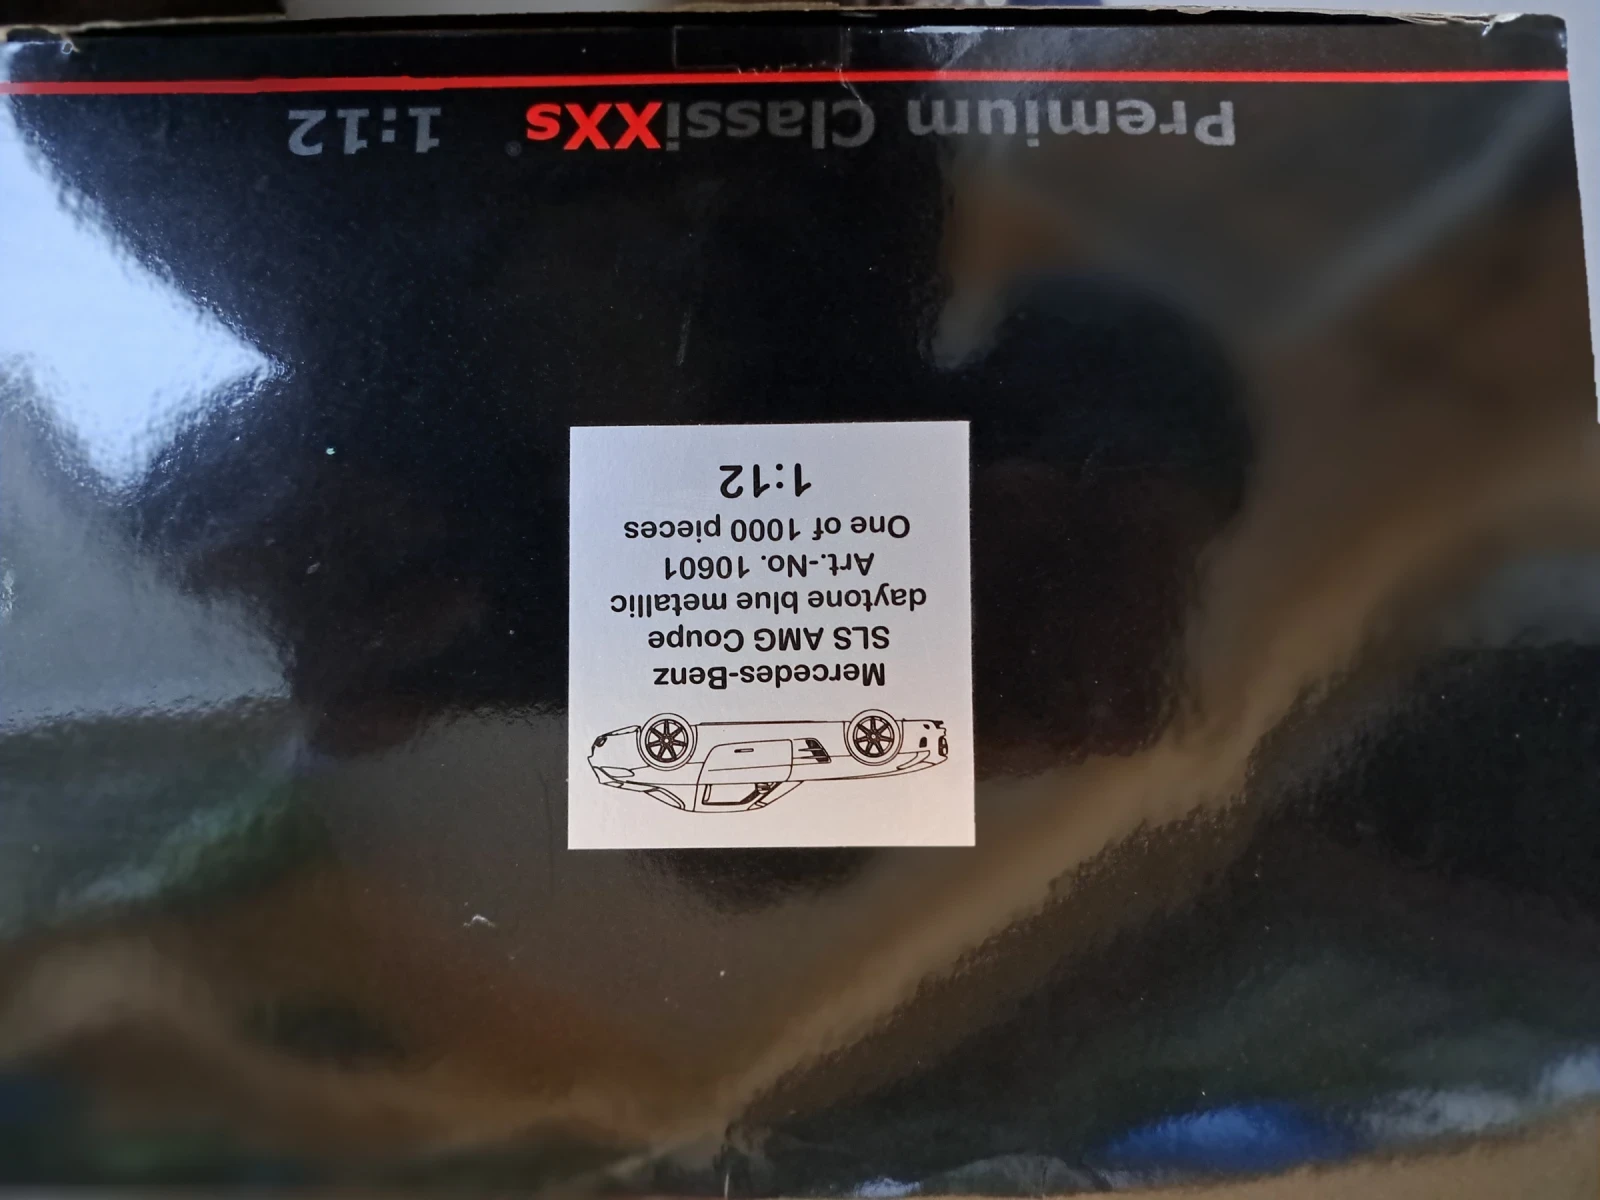 Mercedes-Benz
SLS AMG Coupe
daytone blue metallic
Art.-No. 10601
One of 1000 pieces
1:12
Premium ClassiXXs® 1:12